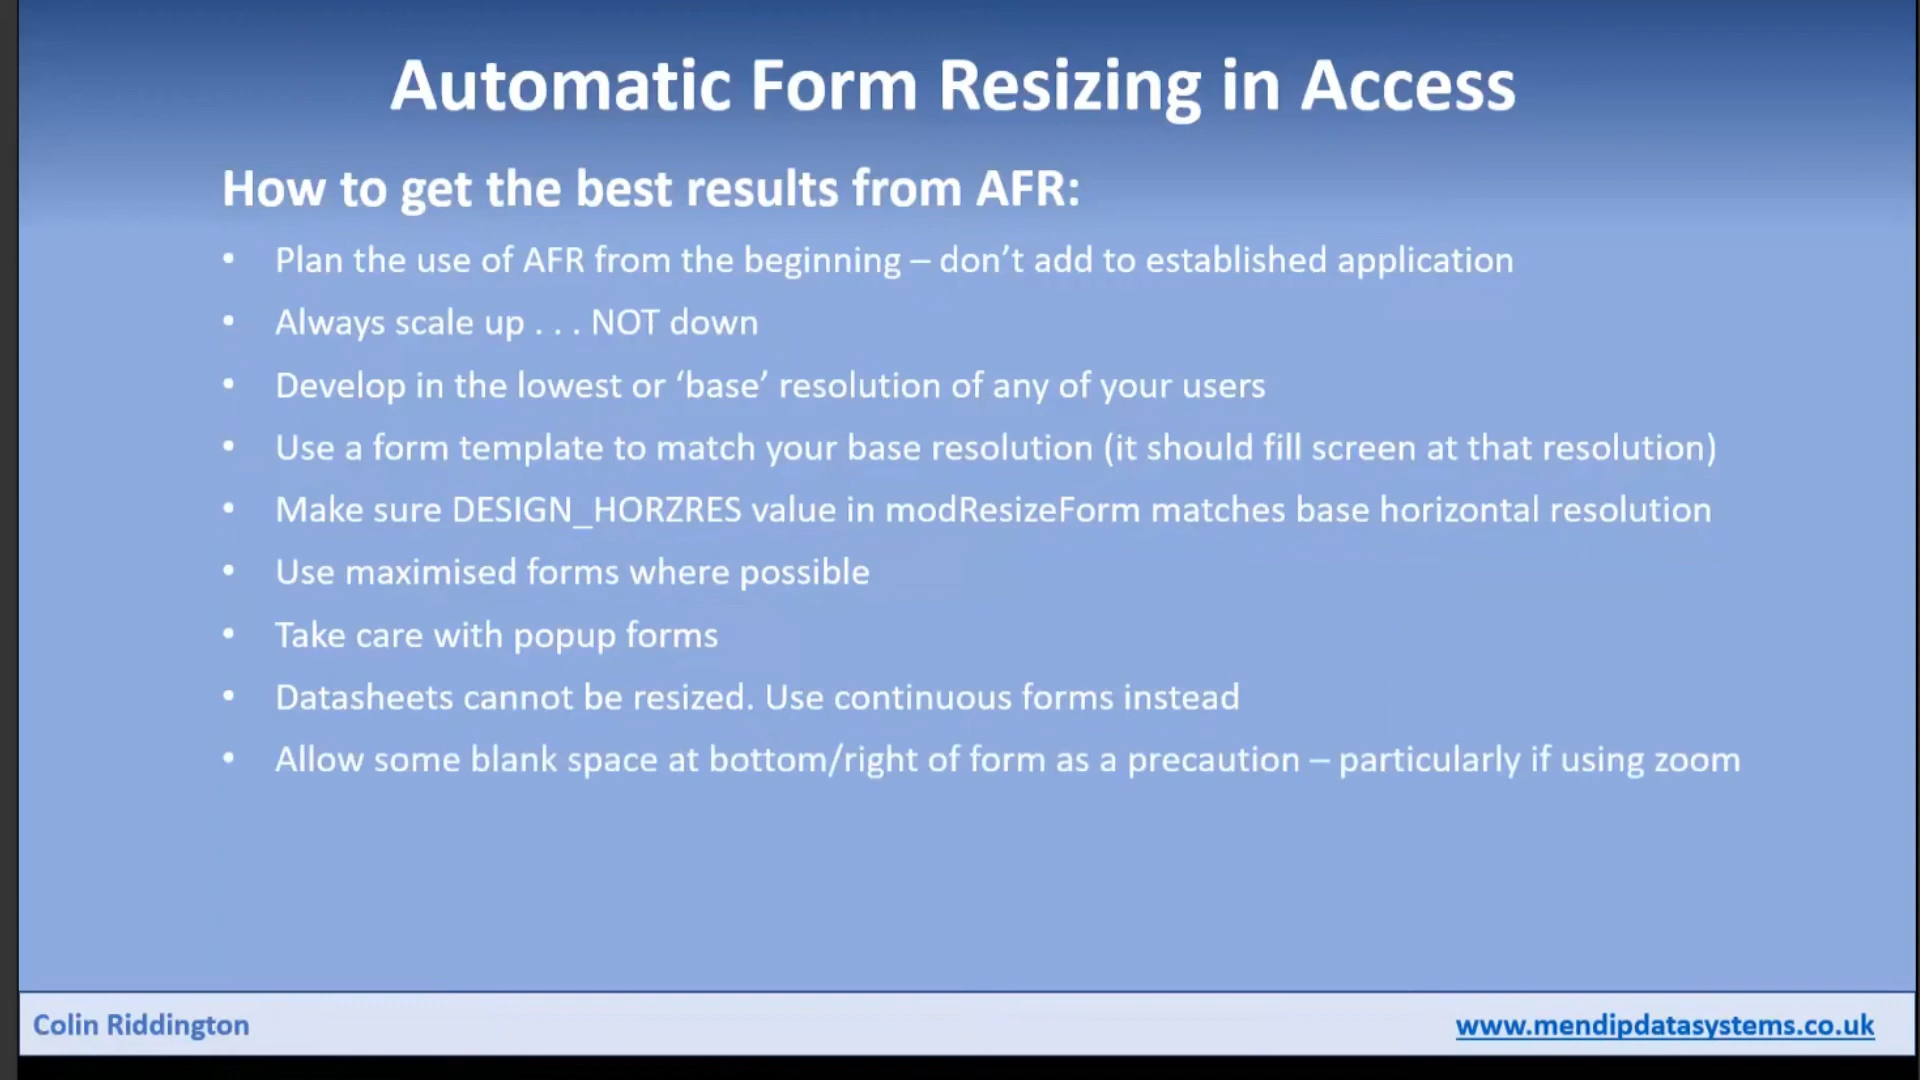 Automatic Form Resizing in Access
How to get the best results from AFR:
• Plan the use of AFR from the beginning – don’t add to established application
• Always scale up . . . NOT down
• Develop in the lowest or ‘base’ resolution of any of your users
• Use a form template to match your base resolution (it should fill screen at that resolution)
• Make sure DESIGN_HORZRES value in modResizeForm matches base horizontal resolution
• Use maximised forms where possible
• Take care with popup forms
• Datasheets cannot be resized. Use continuous forms instead
• Allow some blank space at bottom/right of form as a precaution – particularly if using zoom
Colin Riddington
www.mendipdatasystems.co.uk